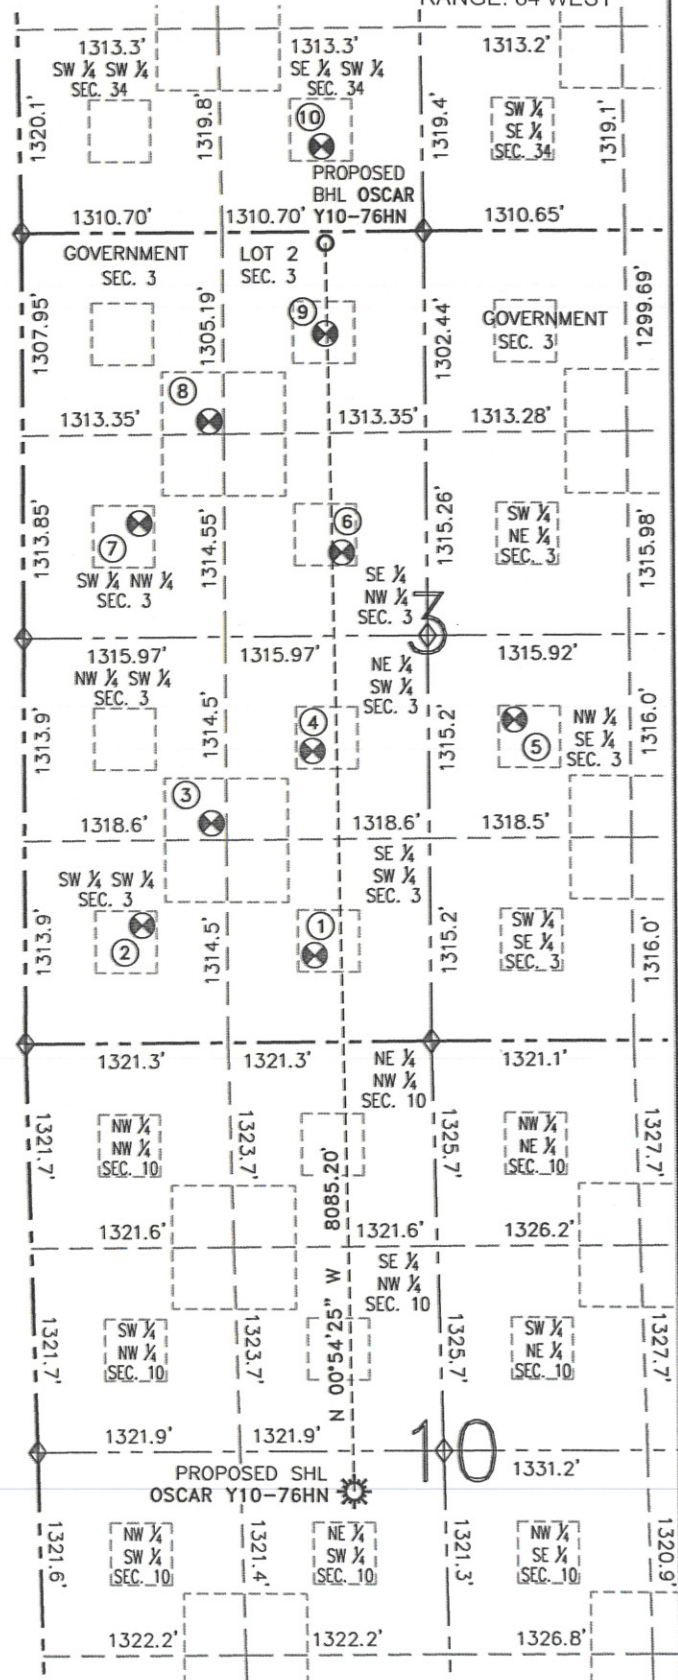 RANGE: 64 WEST
1313.3' 1313.3' 1313.2'
SW ¼ SW ¼
SEC. 34
SE ¼ SW ¼
SEC. 34
1320.1' 1319.8' 1319.4' 1319.1'
10
SW ¼
SE ¼
SEC. 34
PROPOSED
BHL OSCAR
Y10-76HN
1310.70' 1310.70' 1310.65'
GOVERNMENT
SEC. 3
LOT 2
SEC. 3
1307.95' 1305.19' 1302.44' 1299.69'
9
GOVERNMENT
SEC. 3
8
1313.35' 1313.35' 1313.28'
1313.85' 1314.55' 1315.26' 1315.98'
7
SW ¼ NW ¼
SEC. 3
6
SW ¼
NE ¼
SEC. 3
SE ¼
NW ¼
SEC. 3
3
1315.97' 1315.97' 1315.92'
NW ¼ SW ¼
SEC. 3
NE ¼
SW ¼
SEC. 3
1313.9' 1314.5' 1315.2' 1316.0'
4
5
NW ¼
SE ¼
SEC. 3
3
1318.6' 1318.6' 1318.5'
SE ¼
SW ¼
SEC. 3
SW ¼ SW ¼
SEC. 3
1313.9' 1314.5' 1315.2' 1316.0'
2
1
SW ¼
SE ¼
SEC. 3
1321.3' 1321.3' 1321.1'
NE ¼
NW ¼
SEC. 10
1321.7' 1323.7' 1325.7' 1327.7'
NW ¼
NW ¼
SEC. 10
NW ¼
NE ¼
SEC. 10
N 00°54'25" W 8085.20'
1321.6' 1321.6' 1326.2'
SE ¼
NW ¼
SEC. 10
1321.7' 1323.7' 1325.7' 1327.7'
SW ¼
NW ¼
SEC. 10
SW ¼
NE ¼
SEC. 10
1321.9' 1321.9' 10 1331.2'
PROPOSED SHL
OSCAR Y10-76HN
1321.6' 1321.4' 1321.3' 1320.9'
NW ¼
SW ¼
SEC. 10
NE ¼
SW ¼
SEC. 10
NW ¼
SE ¼
SEC. 10
1322.2' 1322.2' 1326.8'